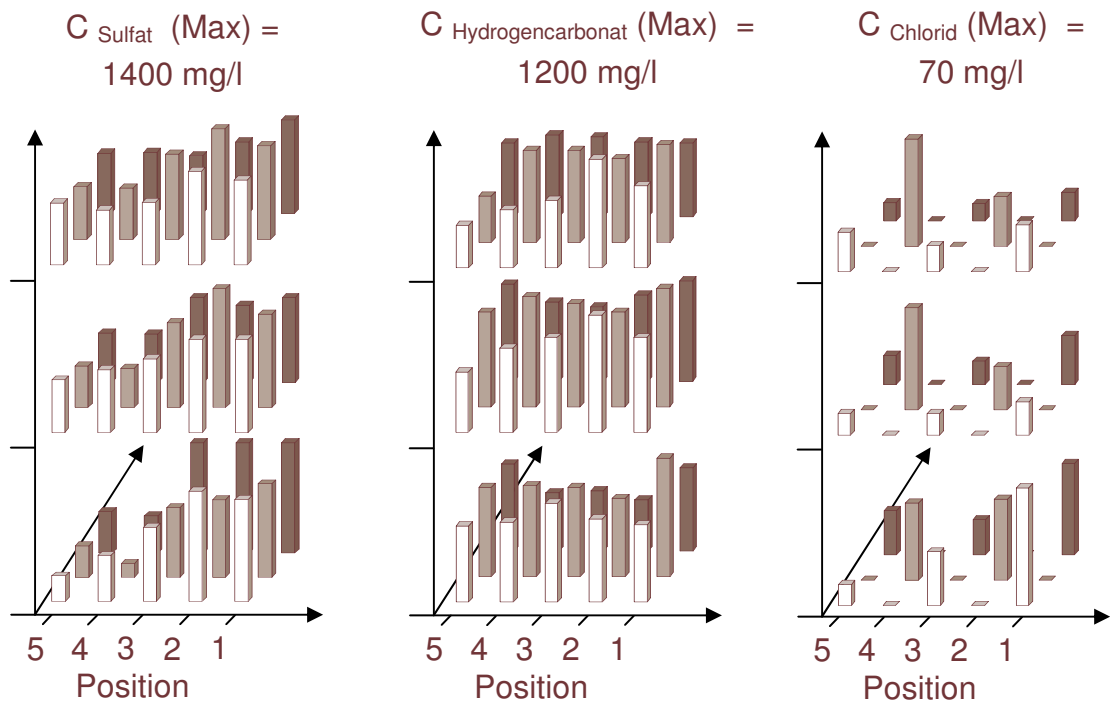 C Sulfat (Max) =
1400 mg/l
C Hydrogencarbonat (Max) =
1200 mg/l
C Chlorid (Max) =
70 mg/l
5 4 3 2 1
Position
5 4 3 2 1
Position
5 4 3 2 1
Position